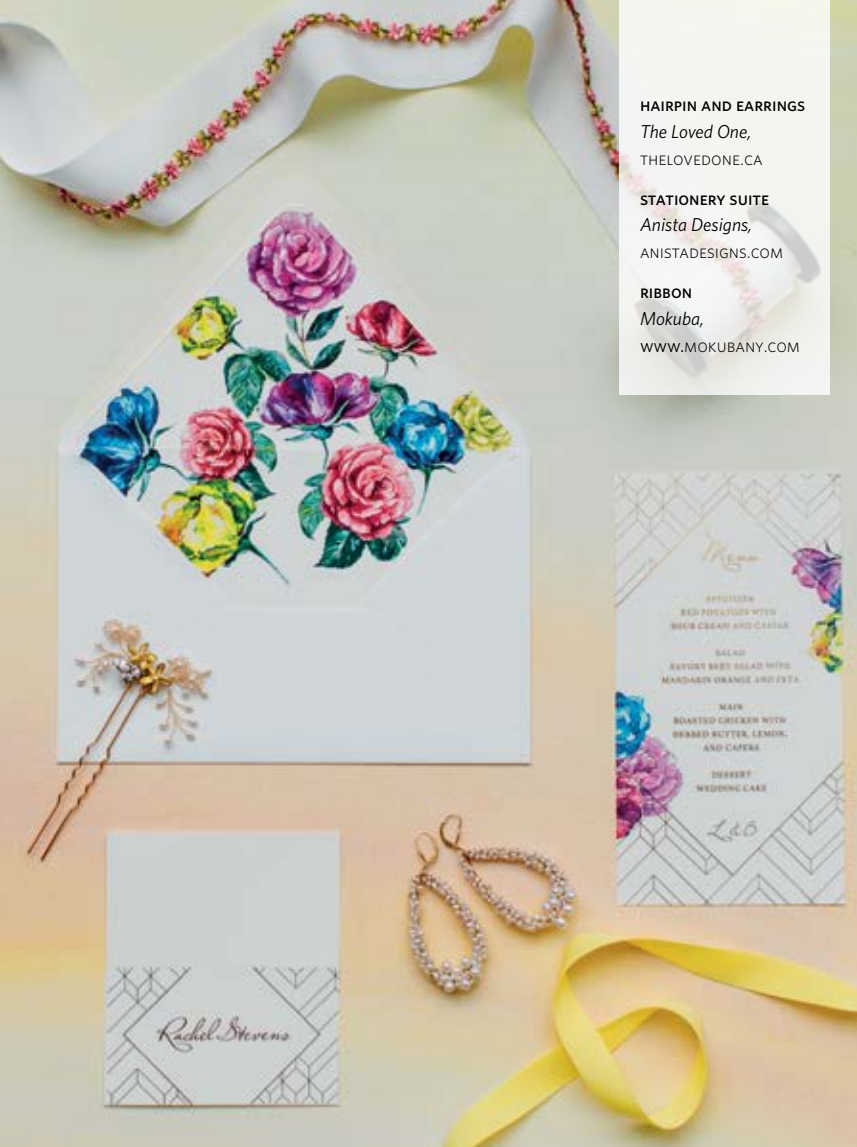 HAIRPIN AND EARRINGS
The Loved One,
THELOVEDONE.CA
STATIONERY SUITE
Anista Designs,
ANISTADESIGNS.COM
RIBBON
Mokuba,
WWW.MOKUBANY.COM
Menu
APPETIZER
RED POTATOES WITH
SOUR CREAM AND CAVIAR
SALAD
SAVORY BEET SALAD WITH
MANDARIN ORANGE AND FETA
MAIN
ROASTED CHICKEN WITH
HERBED BUTTER, LEMON,
AND CAPERS
DESSERT
WEDDING CAKE
L & B
Rachel Stevens